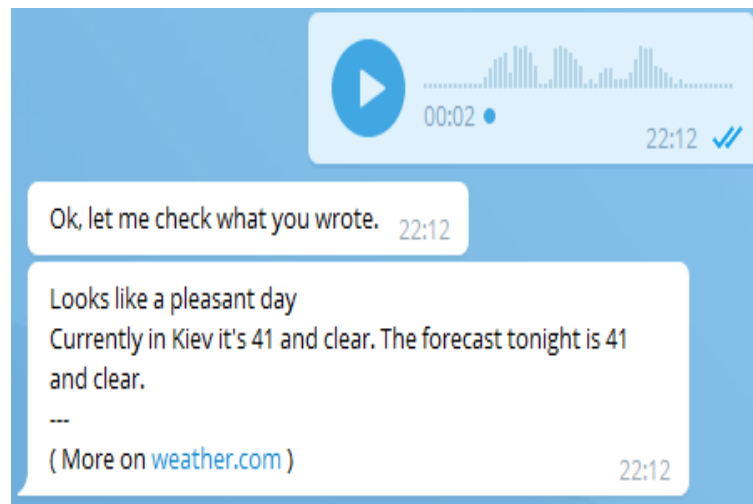 00:02
22:12
Ok, let me check what you wrote. 22:12
Looks like a pleasant day
Currently in Kiev it's 41 and clear. The forecast tonight is 41
and clear.
---
( More on weather.com )
22:12